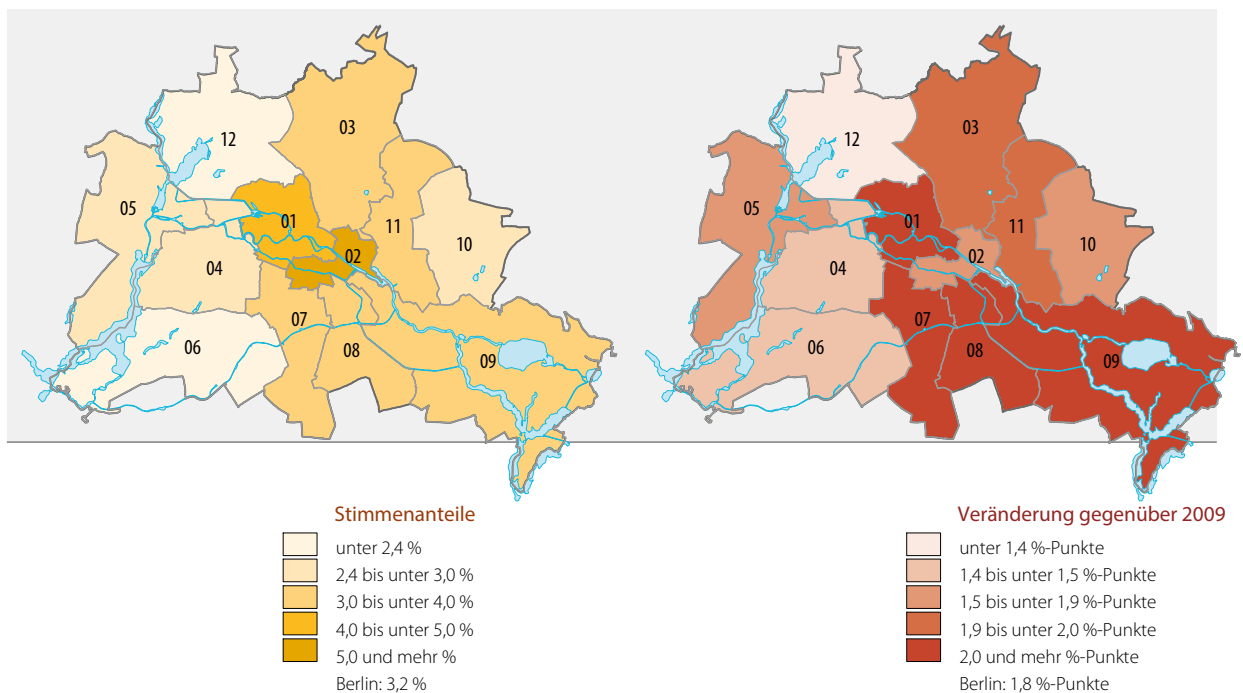 12
03
05
01
11
10
02
04
07
06
08
09
Stimmenanteile
unter 2,4 %
2,4 bis unter 3,0 %
3,0 bis unter 4,0 %
4,0 bis unter 5,0 %
5,0 und mehr %
Berlin: 3,2 %
12
03
05
01
11
10
02
04
07
06
08
09
Veränderung gegenüber 2009
unter 1,4 %-Punkte
1,4 bis unter 1,5 %-Punkte
1,5 bis unter 1,9 %-Punkte
1,9 bis unter 2,0 %-Punkte
2,0 und mehr %-Punkte
Berlin: 1,8 %-Punkte